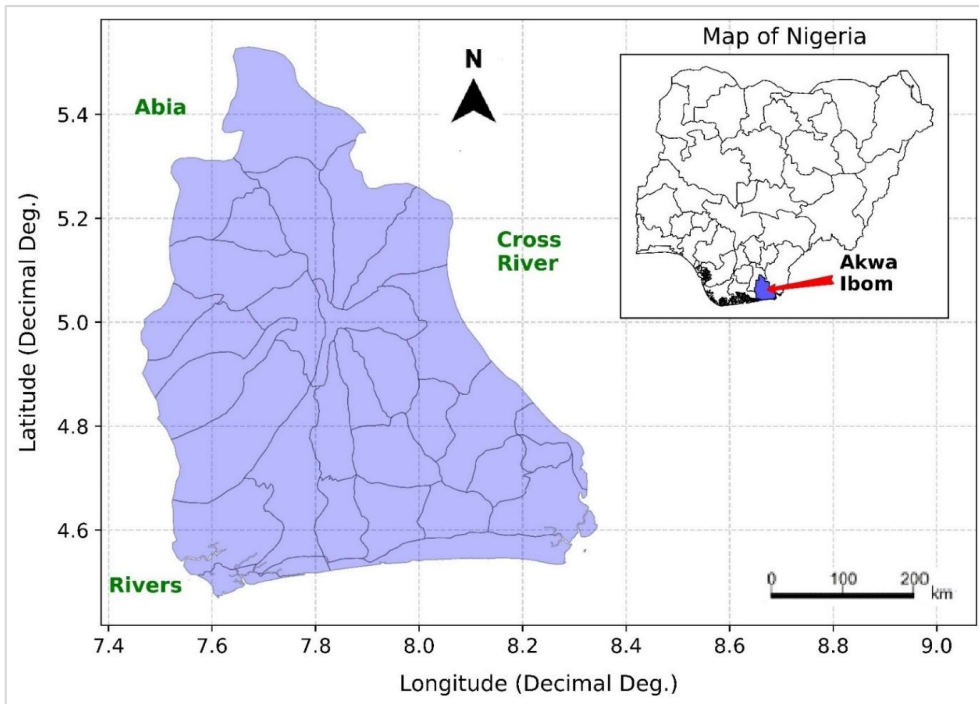 Map of Nigeria
N
Abia
Cross
River
Akwa
Ibom
Rivers
0 100 200
km
5.4
5.2
5.0
4.8
4.6
Latitude (Decimal Deg.)
7.4 7.6 7.8 8.0 8.2 8.4 8.6 8.8 9.0
Longitude (Decimal Deg.)